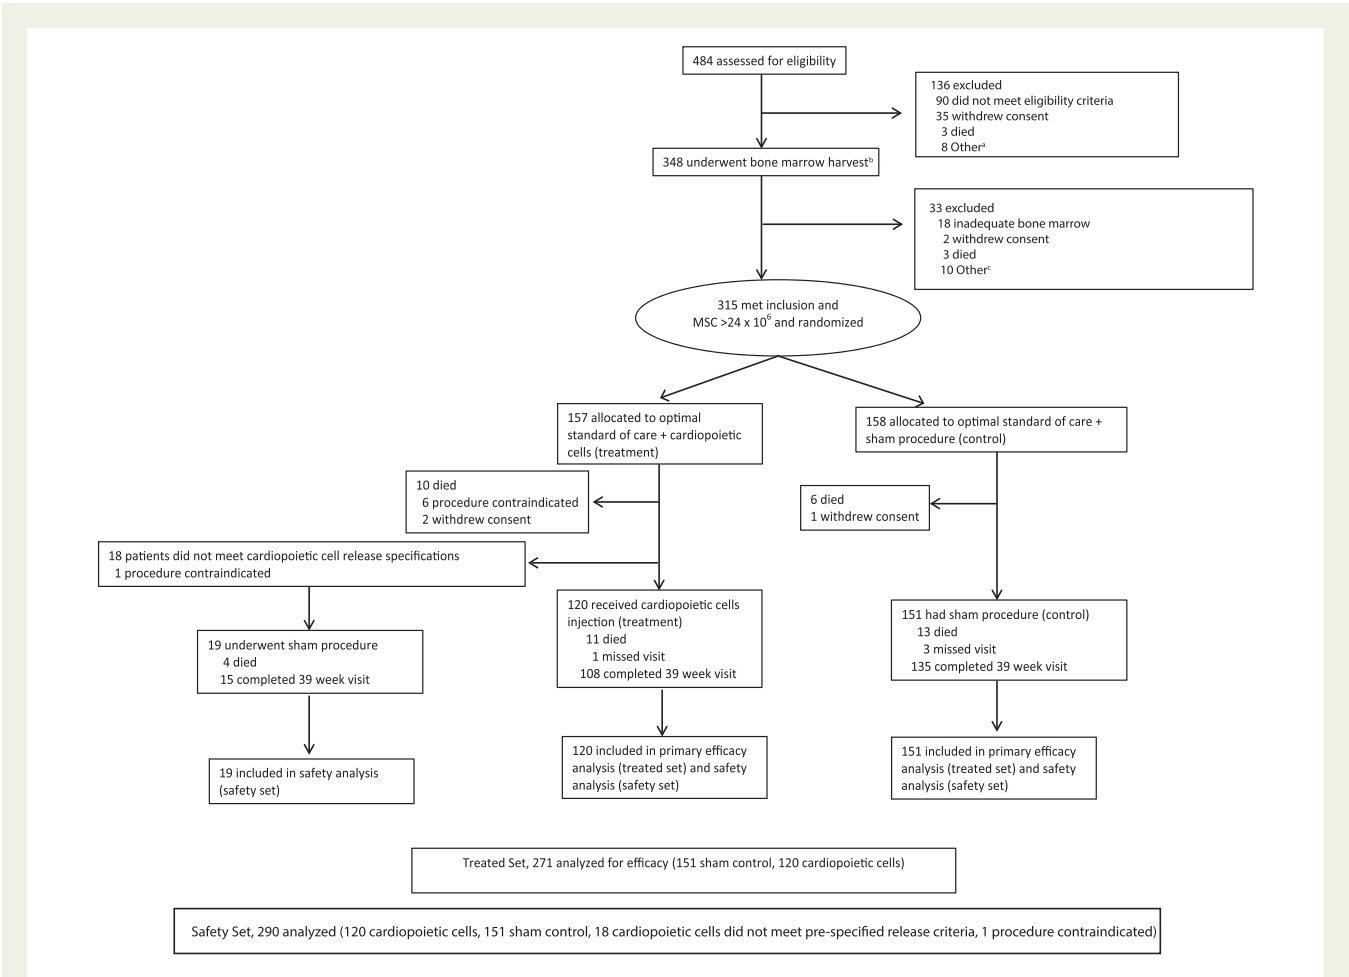 484 assessed for eligibility
136 excluded
90 did not meet eligibility criteria
35 withdrew consent
3 died
8 Otherᵃ
348 underwent bone marrow harvestᵇ
33 excluded
18 inadequate bone marrow
2 withdrew consent
3 died
10 Otherᶜ
315 met inclusion and
MSC >24 x 10⁶ and randomized
157 allocated to optimal
standard of care + cardiopoietic
cells (treatment)
158 allocated to optimal standard of care +
sham procedure (control)
10 died
6 procedure contraindicated
2 withdrew consent
6 died
1 withdrew consent
18 patients did not meet cardiopoietic cell release specifications
1 procedure contraindicated
120 received cardiopoietic cells
injection (treatment)
11 died
1 missed visit
108 completed 39 week visit
151 had sham procedure (control)
13 died
3 missed visit
135 completed 39 week visit
19 underwent sham procedure
4 died
15 completed 39 week visit
120 included in primary efficacy
analysis (treated set) and safety
analysis (safety set)
151 included in primary efficacy
analysis (treated set) and safety
analysis (safety set)
19 included in safety analysis
(safety set)
Treated Set, 271 analyzed for efficacy (151 sham control, 120 cardiopoietic cells)
Safety Set, 290 analyzed (120 cardiopoietic cells, 151 sham control, 18 cardiopoietic cells did not meet pre-specified release criteria, 1 procedure contraindicated)